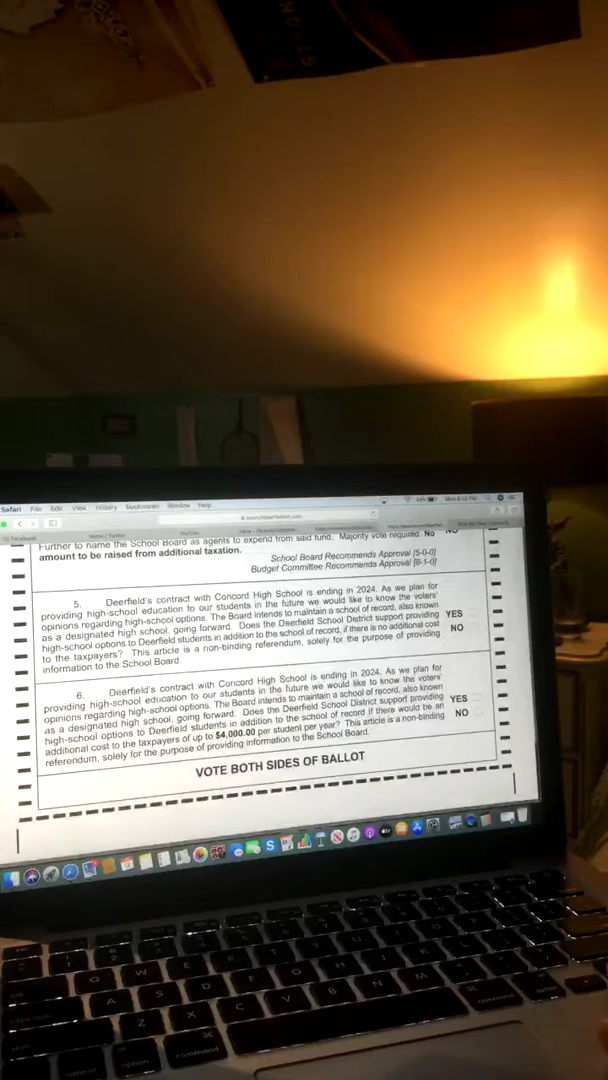 Safari File Edit View History Bookmarks Window Help
Further to name the School Board as agents to expend from said fund. Majority vote required. No NO
amount to be raised from additional taxation.
School Board Recommends Approval [5-0-0]
Budget Committee Recommends Approval [8-1-0]
5. Deerfield's contract with Concord High School is ending in 2024. As we plan for
providing high-school education to our students in the future we would like to know the voters'
opinions regarding high-school options. The Board intends to maintain a school of record, also known
as a designated high school, going forward. Does the Deerfield School District support providing YES
high-school options to Deerfield students in addition to the school of record, if there is no additional cost
to the taxpayers? This article is a non-binding referendum, solely for the purpose of providing NO
information to the School Board.
6. Deerfield's contract with Concord High School is ending in 2024. As we plan for
providing high-school education to our students in the future we would like to know the voters'
opinions regarding high-school options. The Board intends to maintain a school of record, also known
as a designated high school, going forward. Does the Deerfield School District support providing YES
high-school options to Deerfield students in addition to the school of record if there would be an
additional cost to the taxpayers of up to $4,000.00 per student per year? This article is a non-binding NO
referendum, solely for the purpose of providing information to the School Board.
VOTE BOTH SIDES OF BALLOT
Q W E R T Y U I O P
A S D F G H J K L
Z X C V B N M
control option command command